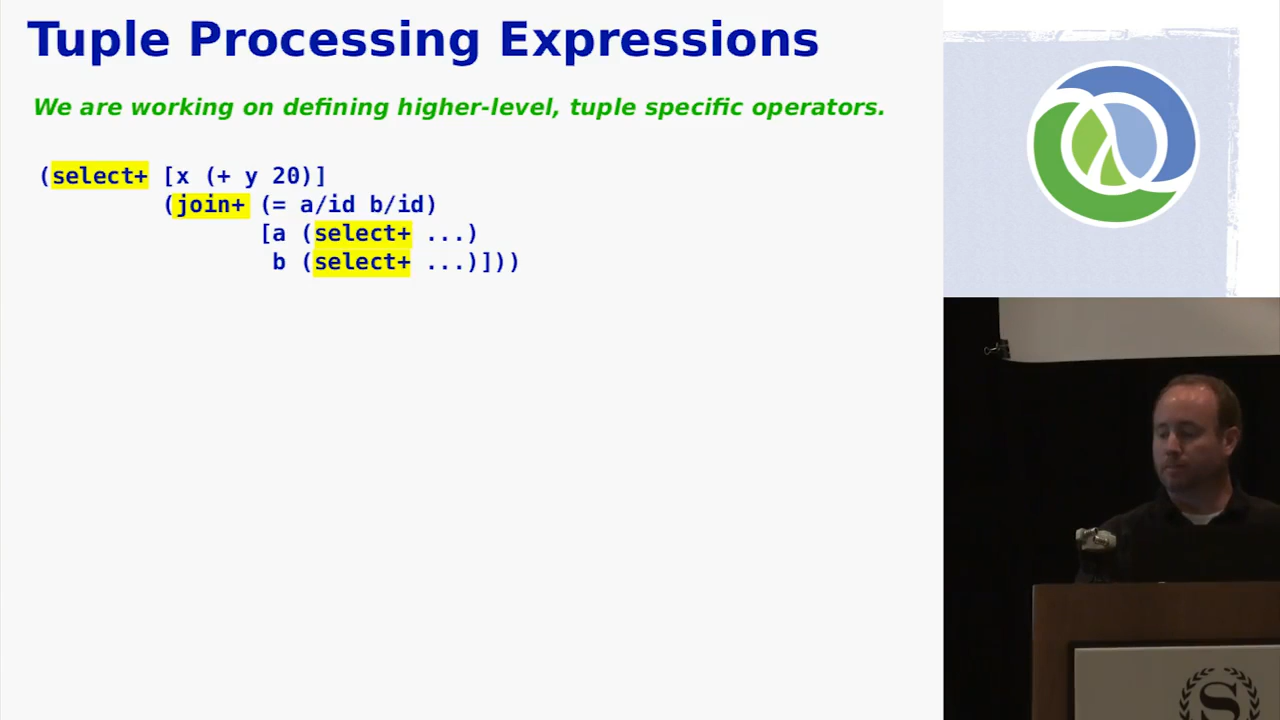 Tuple Processing Expressions
We are working on defining higher-level, tuple specific operators.
(select+ [x (+ y 20)]
(join+ (= a/id b/id)
[a (select+ ...)
b (select+ ...)]))
S